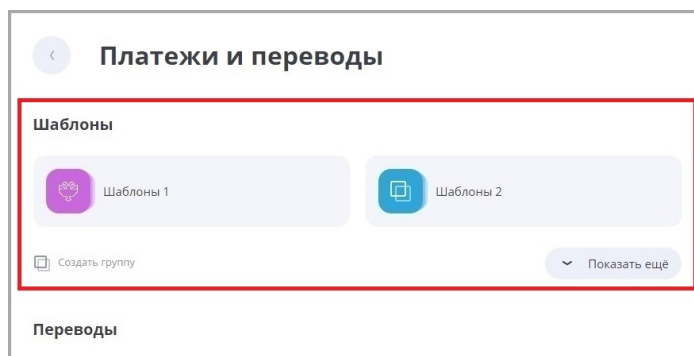 Платежи и переводы
Шаблоны
Шаблоны 1
Шаблоны 2
Создать группу
Показать ещё
Переводы